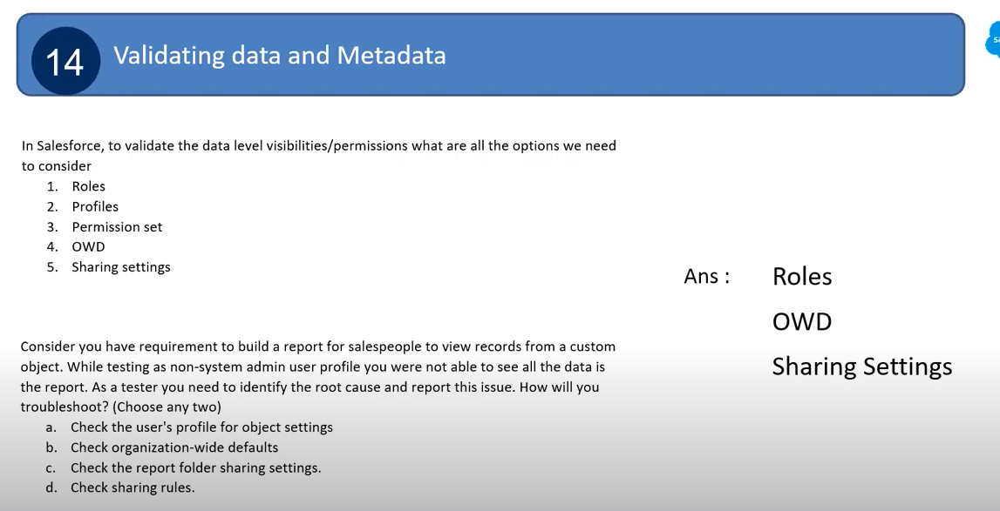 14 Validating data and Metadata
In Salesforce, to validate the data level visibilities/permissions what are all the options we need
to consider
1. Roles
2. Profiles
3. Permission set
4. OWD
5. Sharing settings
Ans : Roles
OWD
Sharing Settings
Consider you have requirement to build a report for salespeople to view records from a custom
object. While testing as non-system admin user profile you were not able to see all the data is
the report. As a tester you need to identify the root cause and report this issue. How will you
troubleshoot? (Choose any two)
a. Check the user's profile for object settings
b. Check organization-wide defaults
c. Check the report folder sharing settings.
d. Check sharing rules.